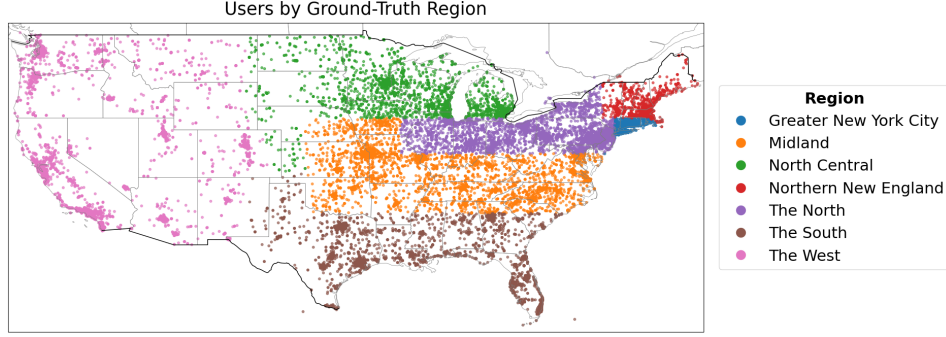 Users by Ground-Truth Region
Region
Greater New York City
Midland
North Central
Northern New England
The North
The South
The West